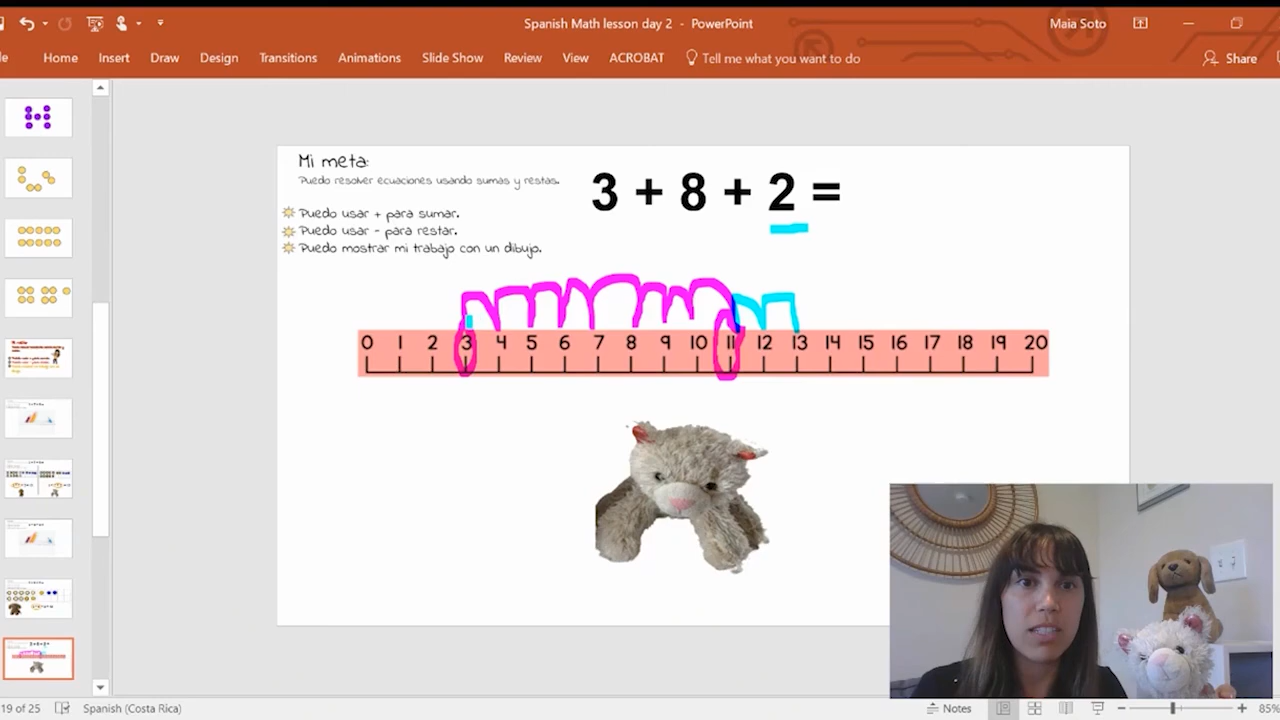 Spanish Math lesson day 2 - PowerPoint
Maia Soto
Home Insert Draw Design Transitions Animations Slide Show Review View ACROBAT Tell me what you want to do
Share
Mi meta:
Puedo resolver ecuaciones usando sumas y restas.
Puedo usar + para sumar.
Puedo usar - para restar.
Puedo mostrar mi trabajo con un dibujo.
3 + 8 + 2 =
0 1 2 3 4 5 6 7 8 9 10 11 12 13 14 15 16 17 18 19 20
19 of 25
Spanish (Costa Rica)
Notes
85%